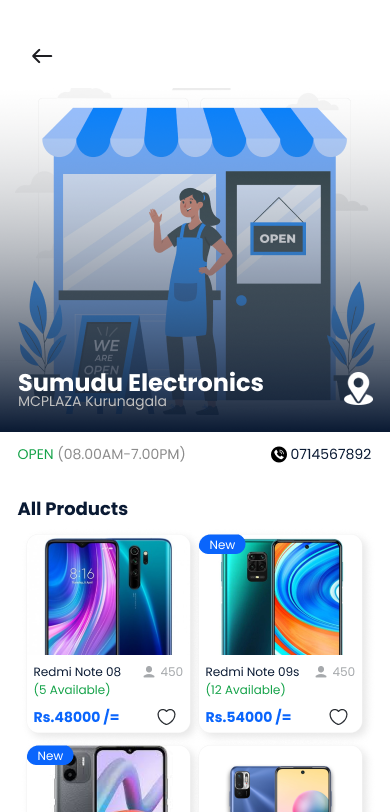 OPEN
WE
ARE
OPEN
Sumudu Electronics
MCPLAZA Kurunagala
OPEN (08.00AM-7.00PM) 0714567892
All Products
New
8:16
Redmi Note 08 450
(5 Available)
Rs.48000 /=
Redmi Note 09s 450
(12 Available)
Rs.54000 /=
New